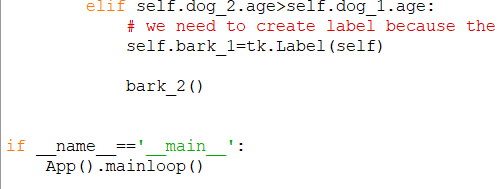 elif self.dog_2.age>self.dog_1.age:
# we need to create label because the
self.bark_1=tk.Label(self)
bark_2()
if __name__=='__main__':
App().mainloop()